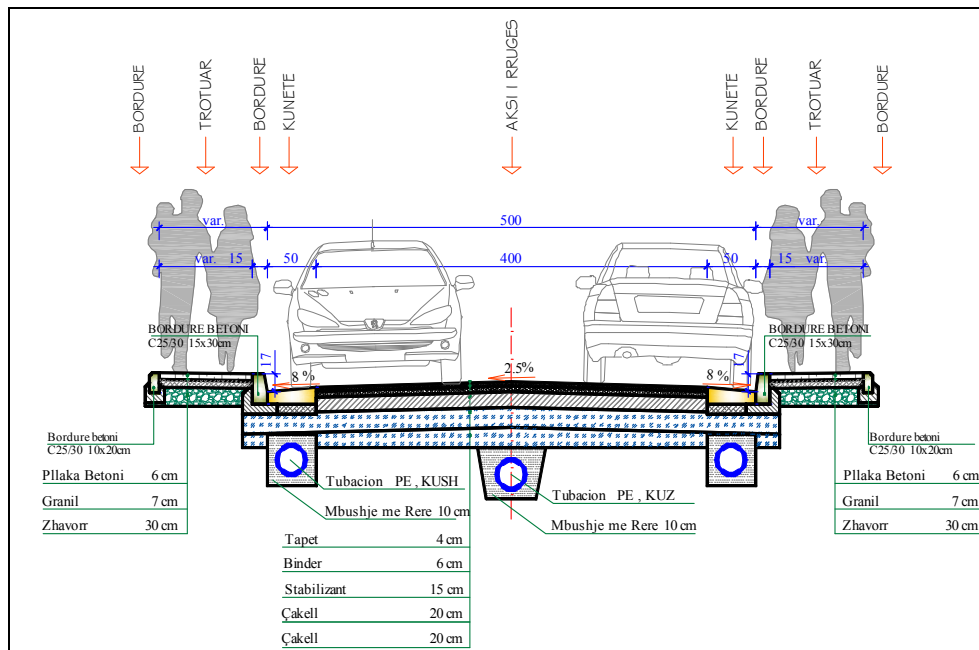 BORDURE
TROTUAR
BORDURE
KUNETE
AKSI I RRUGES
KUNETE
BORDURE
TROTUAR
BORDURE
var.
500
var.
var.
15
50
400
50
15
var.
BORDURE BETONI
C25/30 15x30cm
BORDURE BETONI
C25/30 15x30cm
17
17
8 %
2.5%
8 %
Bordure betoni
C25/30 10x20cm
Bordure betoni
C25/30 10x20cm
Pllaka Betoni 6 cm
Granil 7 cm
Zhavorr 30 cm
Tubacion PE , KUSH
Mbushje me Rere 10 cm
Tubacion PE , KUZ
Mbushje me Rere 10 cm
Pllaka Betoni 6 cm
Granil 7 cm
Zhavorr 30 cm
Tapet 4 cm
Binder 6 cm
Stabilizant 15 cm
Çakell 20 cm
Çakell 20 cm